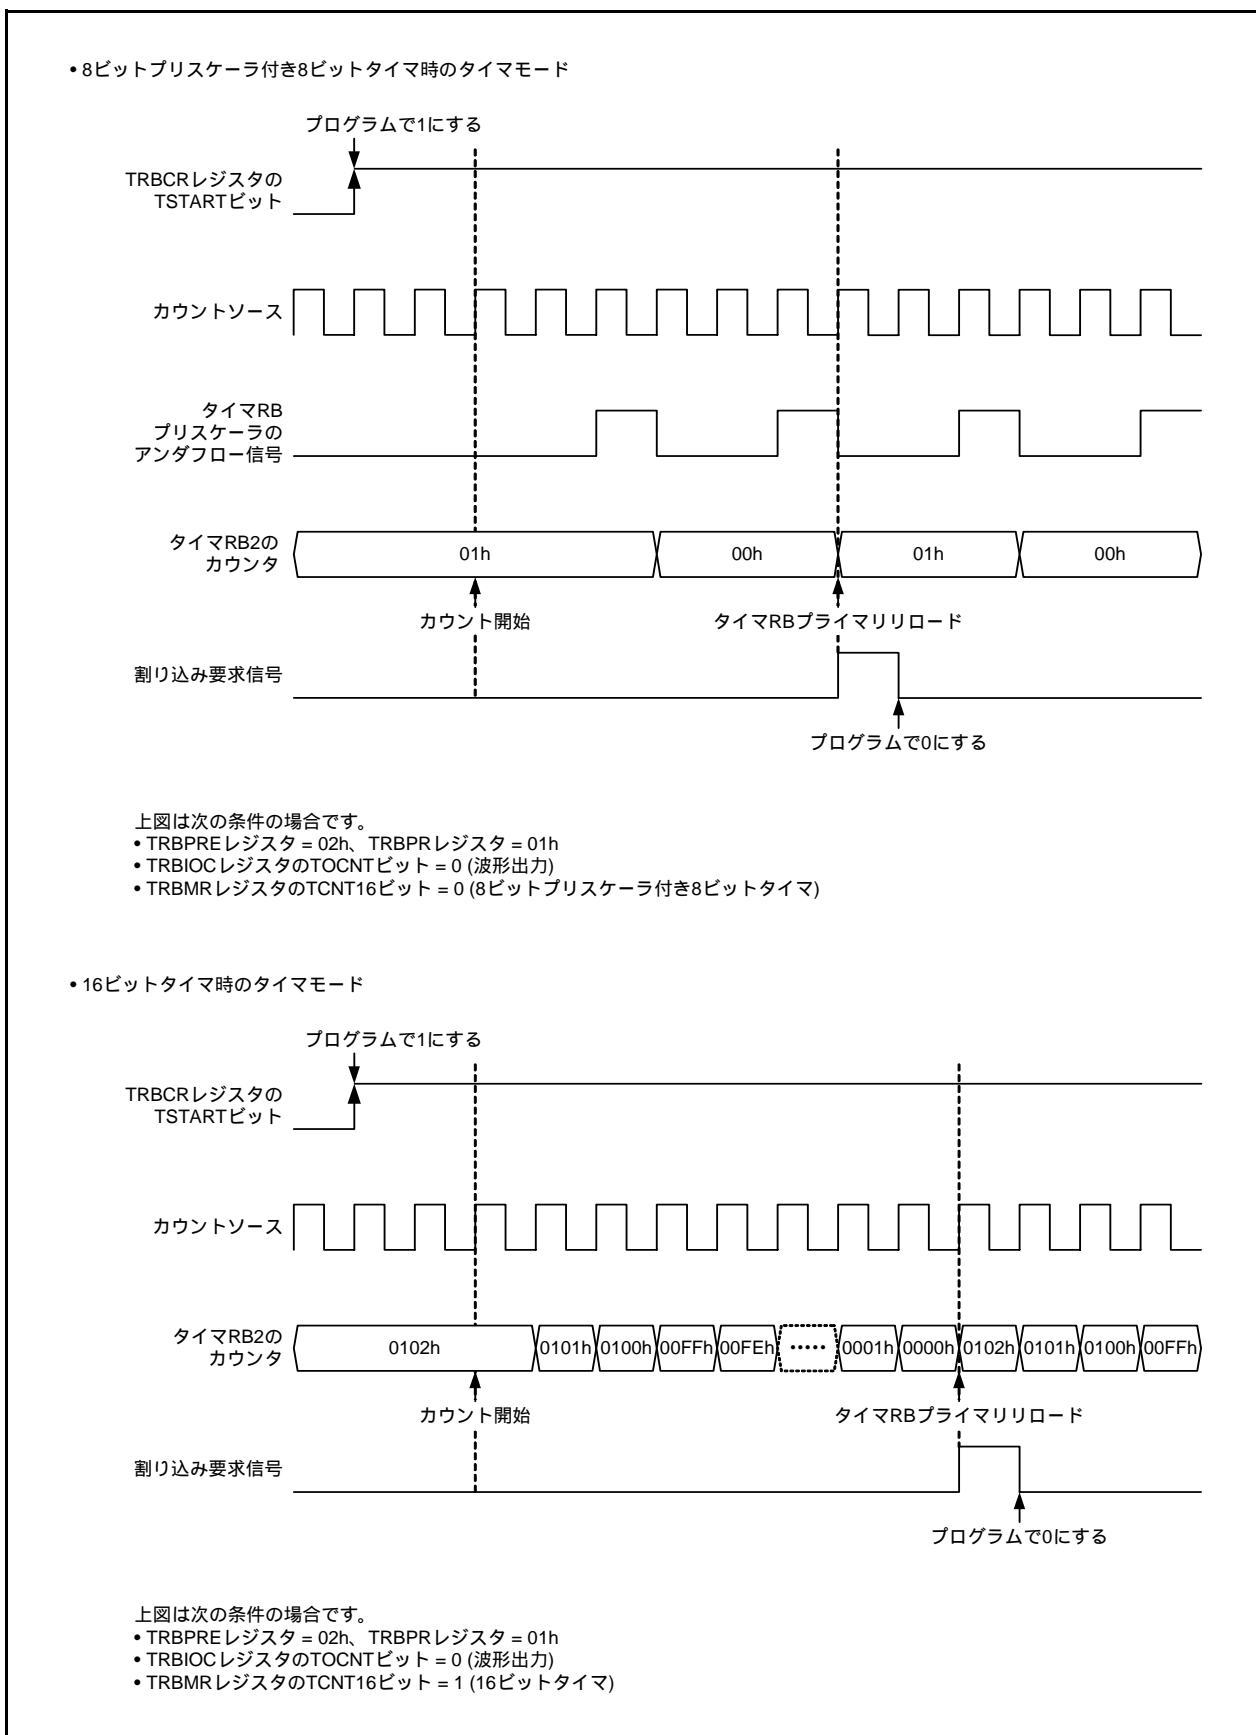 •8ビットプリスケーラ付き8ビットタイマ時のタイマモード
プログラムで1にする
TRBCRレジスタの
TSTARTビット
カウントソース
タイマRB
プリスケーラの
アンダフロー信号
タイマRB2の
カウンタ
01h
00h
01h
00h
カウント開始
タイマRBプライマリリロード
割り込み要求信号
プログラムで0にする
上図は次の条件の場合です。
•TRBPREレジスタ = 02h、TRBPRレジスタ = 01h
•TRBIOCレジスタのTOCNTビット = 0 (波形出力)
•TRBMRレジスタのTCNT16ビット = 0 (8ビットプリスケーラ付き8ビットタイマ)
•16ビットタイマ時のタイマモード
プログラムで1にする
TRBCRレジスタの
TSTARTビット
カウントソース
タイマRB2の
カウンタ
0102h
0101h
0100h
00FFh
00FEh
•••••
0001h
0000h
0102h
0101h
0100h
00FFh
カウント開始
タイマRBプライマリリロード
割り込み要求信号
プログラムで0にする
上図は次の条件の場合です。
•TRBPREレジスタ = 02h、TRBPRレジスタ = 01h
•TRBIOCレジスタのTOCNTビット = 0 (波形出力)
•TRBMRレジスタのTCNT16ビット = 1 (16ビットタイマ)